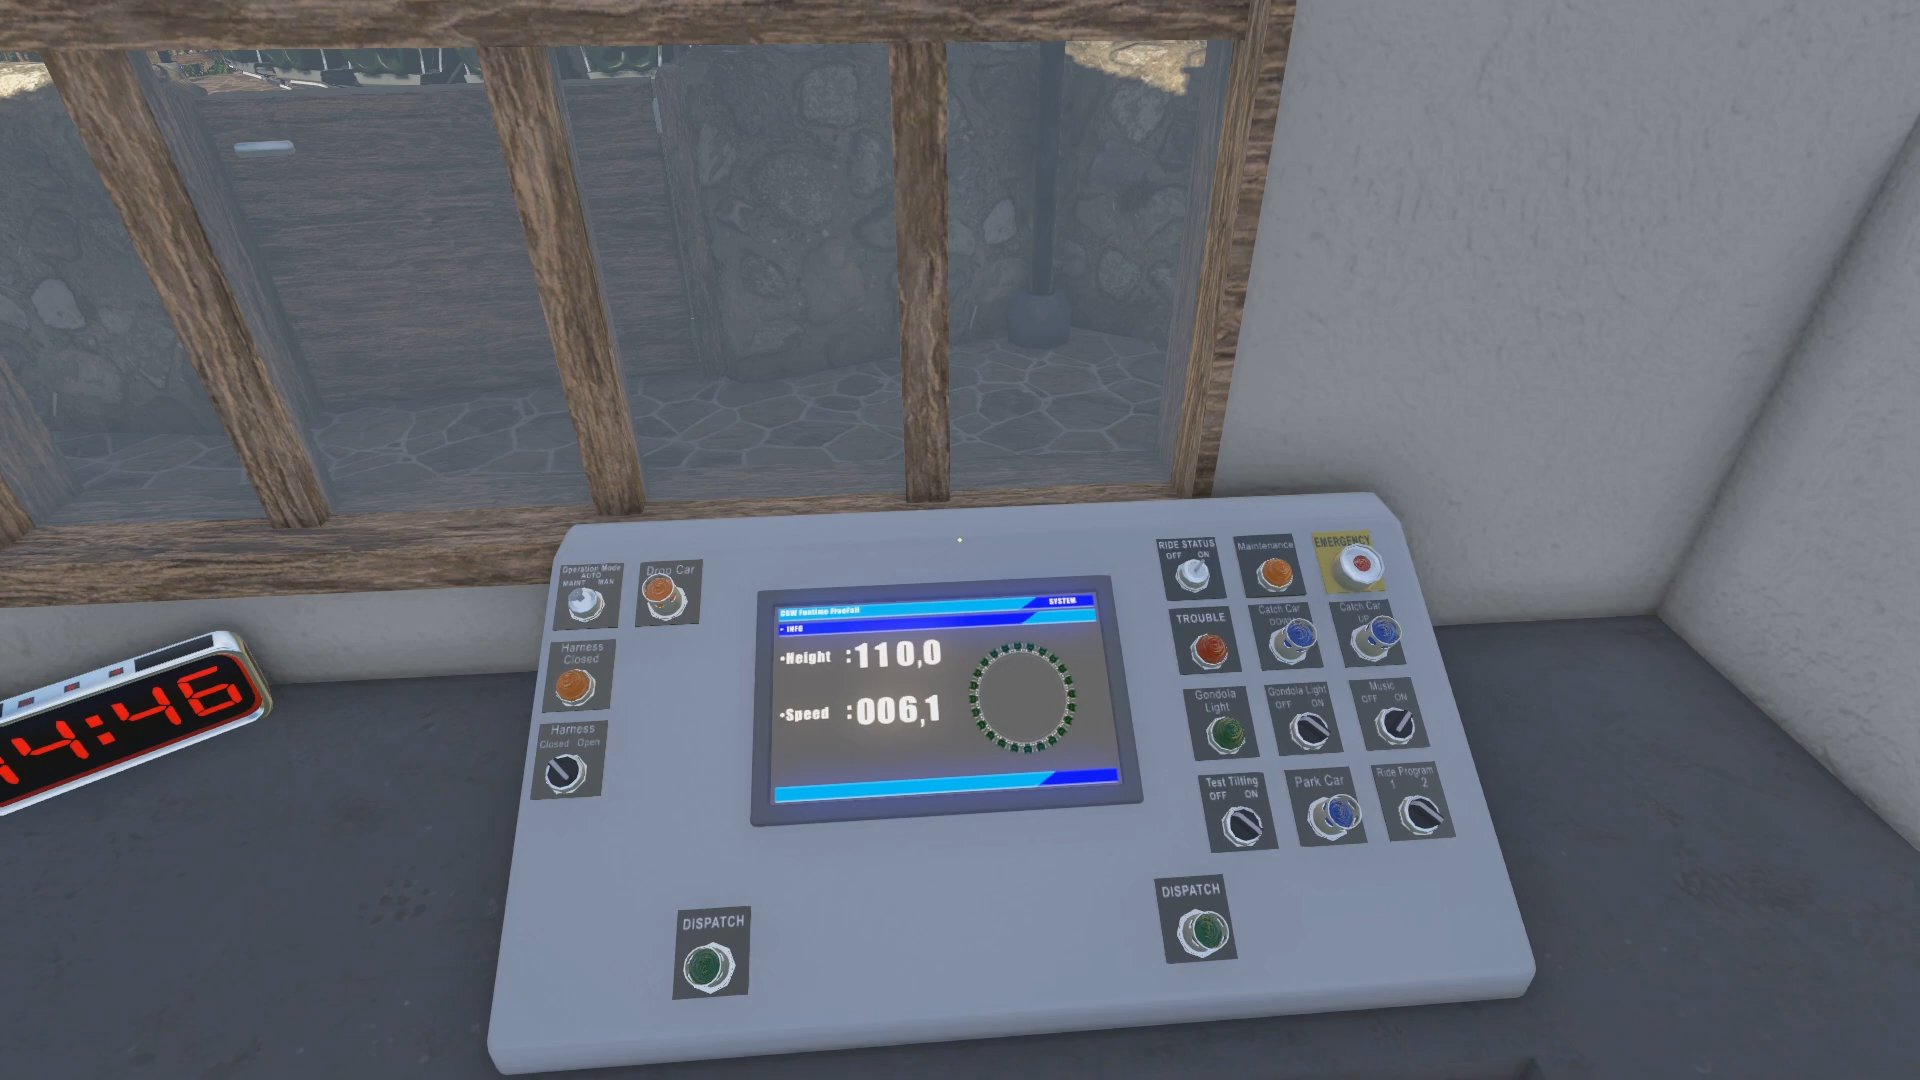 4:46
Operation Mode
AUTO
MAINT MAN
Drop Car
Harness
Closed
Harness
Closed Open
SYSTEM
- INFO
•Height :110,0
•Speed :006,1
RIDE STATUS
OFF ON
Maintenance
EMERGENCY
TROUBLE
Catch Car
DOWN
Catch Car
UP
Gondola
Light
Gondola Light
OFF ON
Music
OFF ON
Test Tilting
OFF ON
Park Car
Ride Program
1 2
DISPATCH
DISPATCH